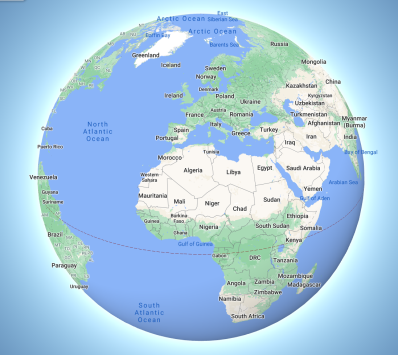 East
Siberian Sea
Arctic Ocean
Arctic Ocean
Baffin Bay
Barents Sea
Greenland
Russia
Iceland
Mongolia
Sweden
Norway
China
Denmark
Kazakhstan
Ireland
Poland
Kyrgyzstan
Ukraine
Uzbekistan
Austria
France
Romania
Turkmenistan
Myanmar
(Burma)
North
Atlantic
Ocean
Cuba
Spain
Italy
Greece
Turkey
Afghanistan
Portugal
Iran
India
Iraq
Puerto Rico
Tunisia
Bay of Bengal
Morocco
Algeria
Libya
Egypt
Saudi Arabia
Venezuela
Western
Sahara
Arabian Sea
Guyana
Mauritania
Mali
Niger
Sudan
Yemen
Gulf of Aden
Suriname
Chad
Burkina
Faso
Guinea
Ethiopia
Nigeria
South Sudan
Somalia
Brazil
Ghana
Gulf of Guinea
Kenya
Gabon
DRC
Tanzania
Paraguay
Angola
Zambia
Mozambique
Madagascar
Uruguay
Zimbabwe
Namibia
South
Atlantic
Ocean
South Africa